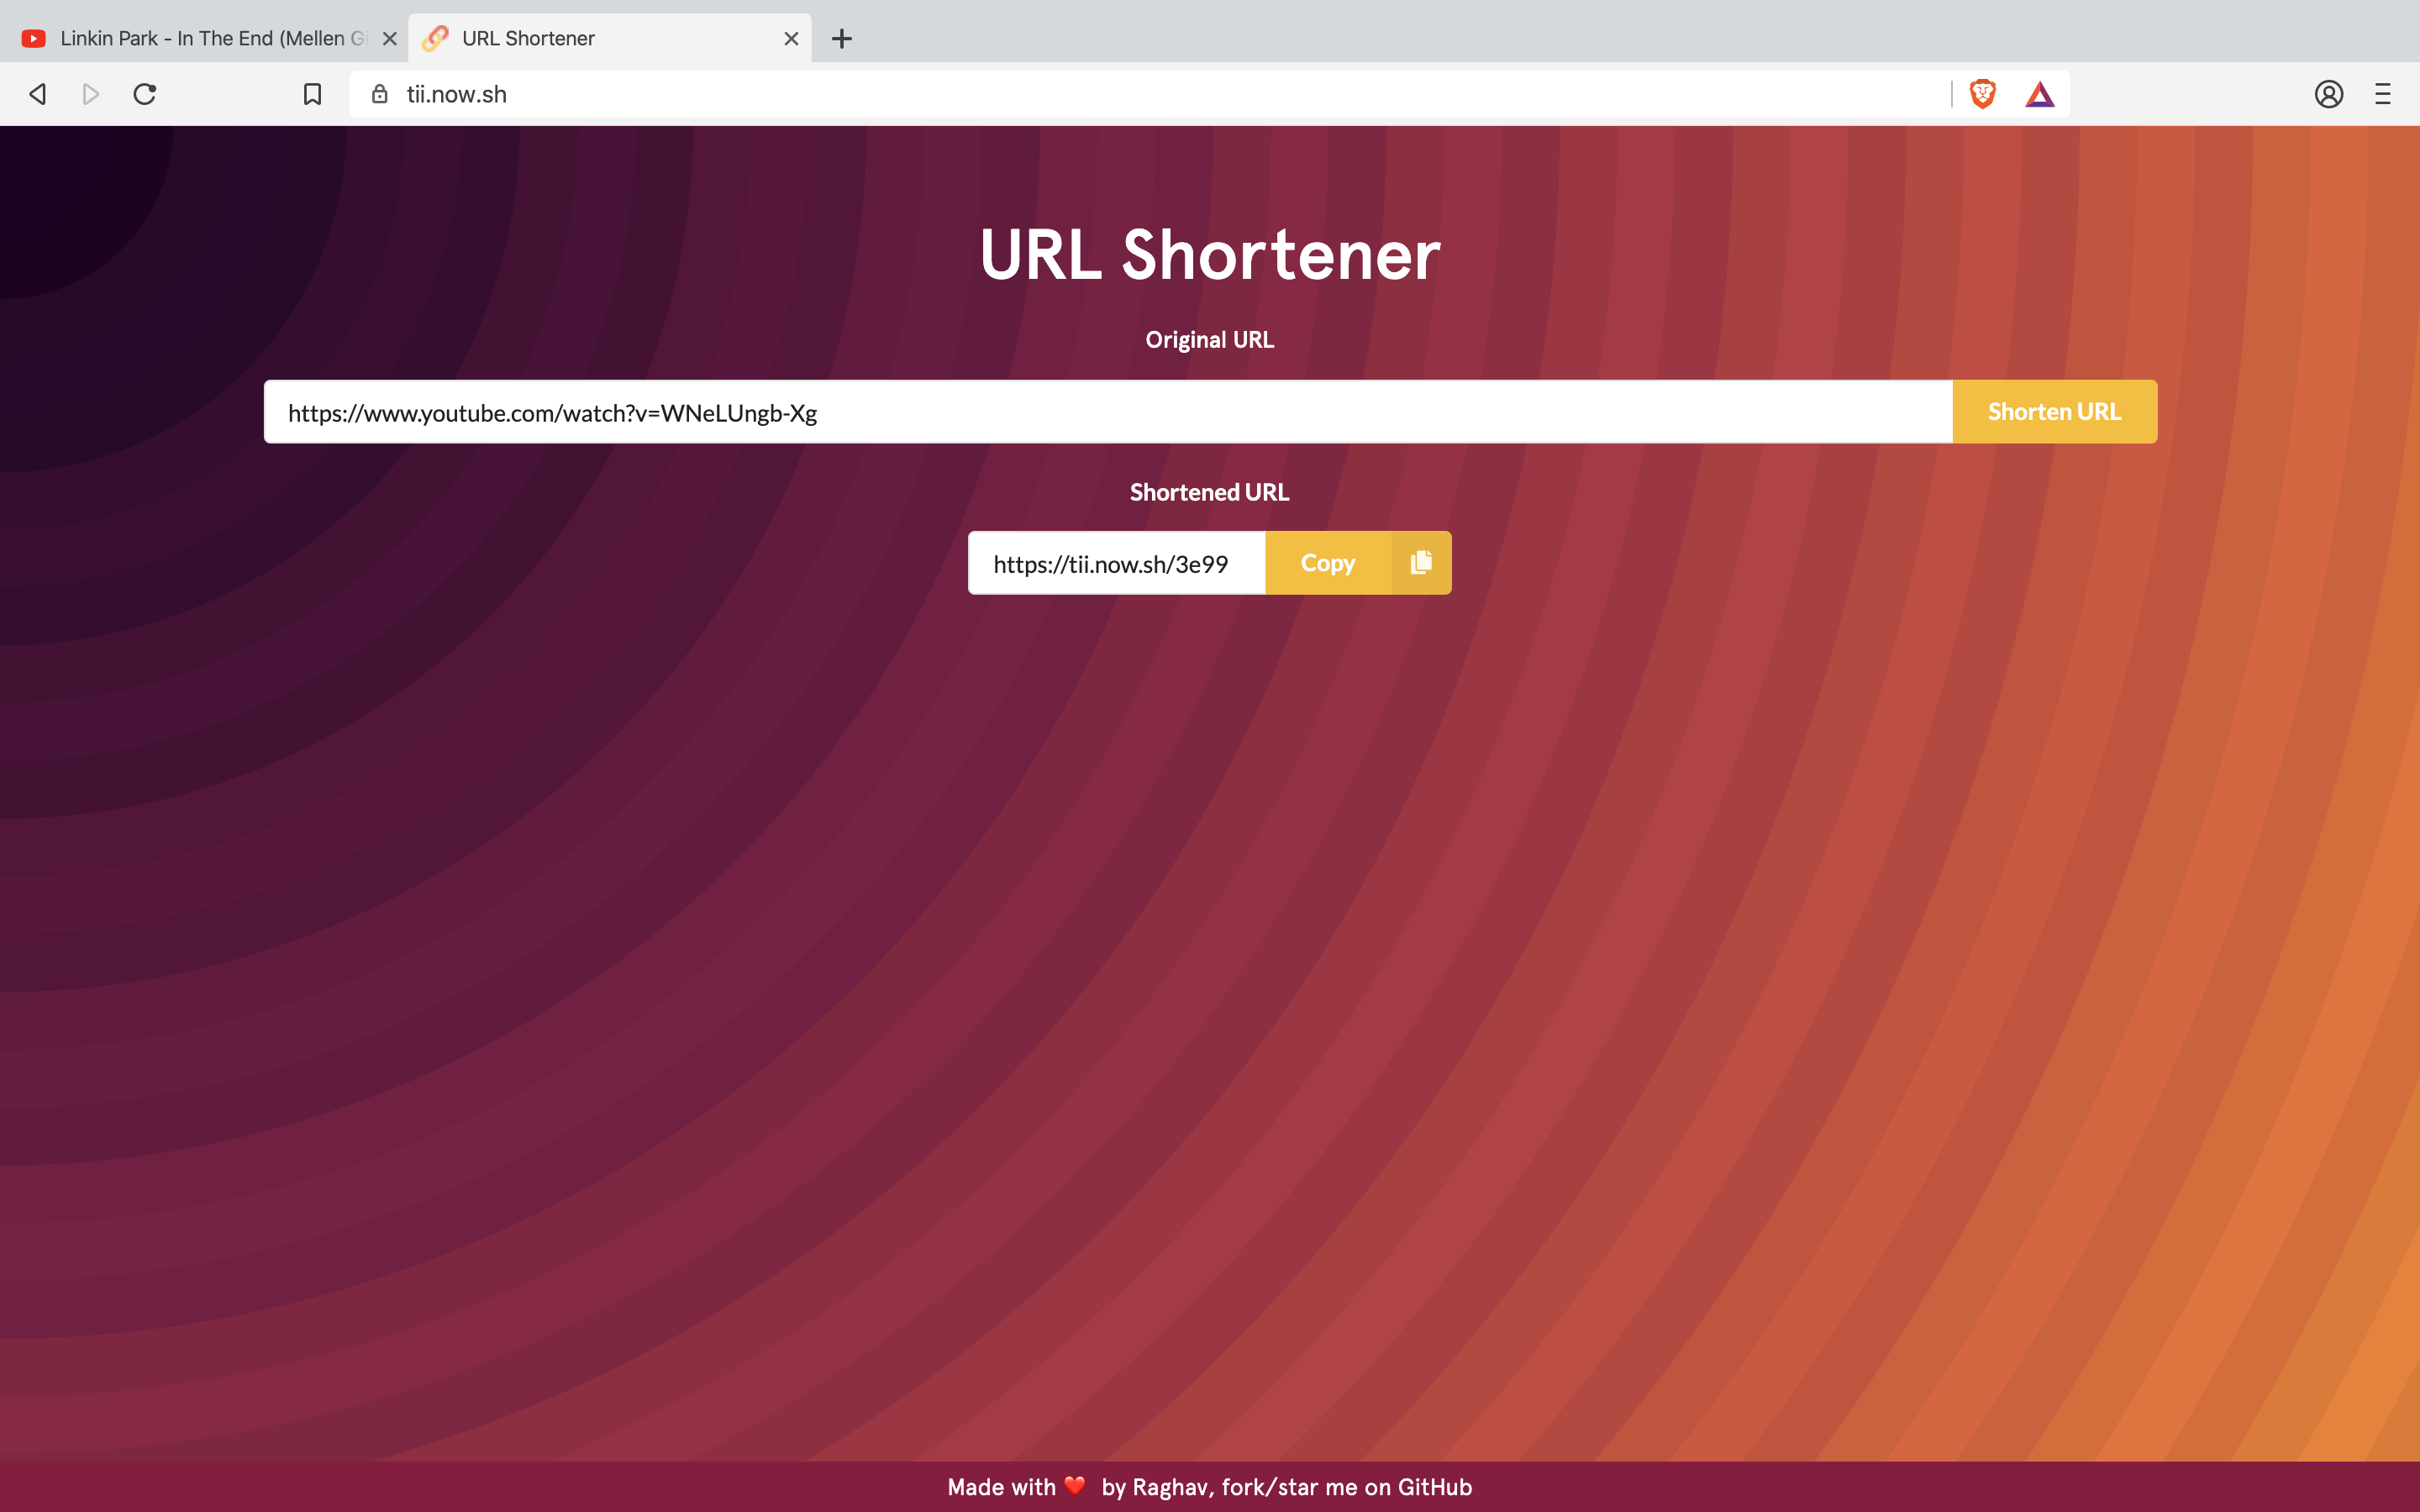 Linkin Park - In The End (Mellen Gi
URL Shortener
tii.now.sh
URL Shortener
Original URL
https://www.youtube.com/watch?v=WNeLUngb-Xg
Shorten URL
Shortened URL
https://tii.now.sh/3e99
Copy
Made with ❤️ by Raghav, fork/star me on GitHub